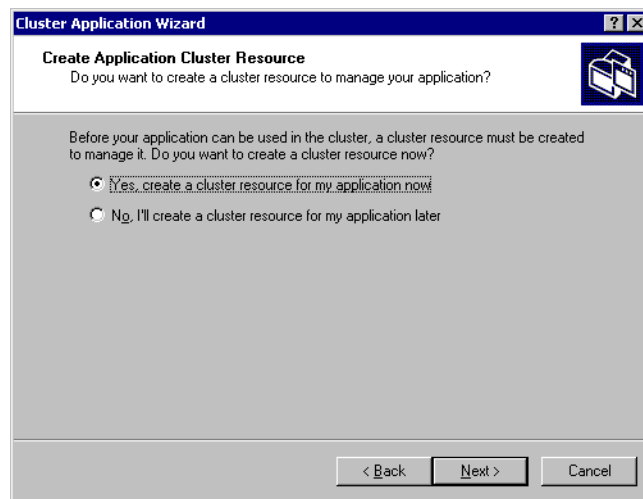 Cluster Application Wizard
Create Application Cluster Resource
Do you want to create a cluster resource to manage your application?
Before your application can be used in the cluster, a cluster resource must be created
to manage it. Do you want to create a cluster resource now?
Yes, create a cluster resource for my application now
No, I'll create a cluster resource for my application later
< Back
Next >
Cancel